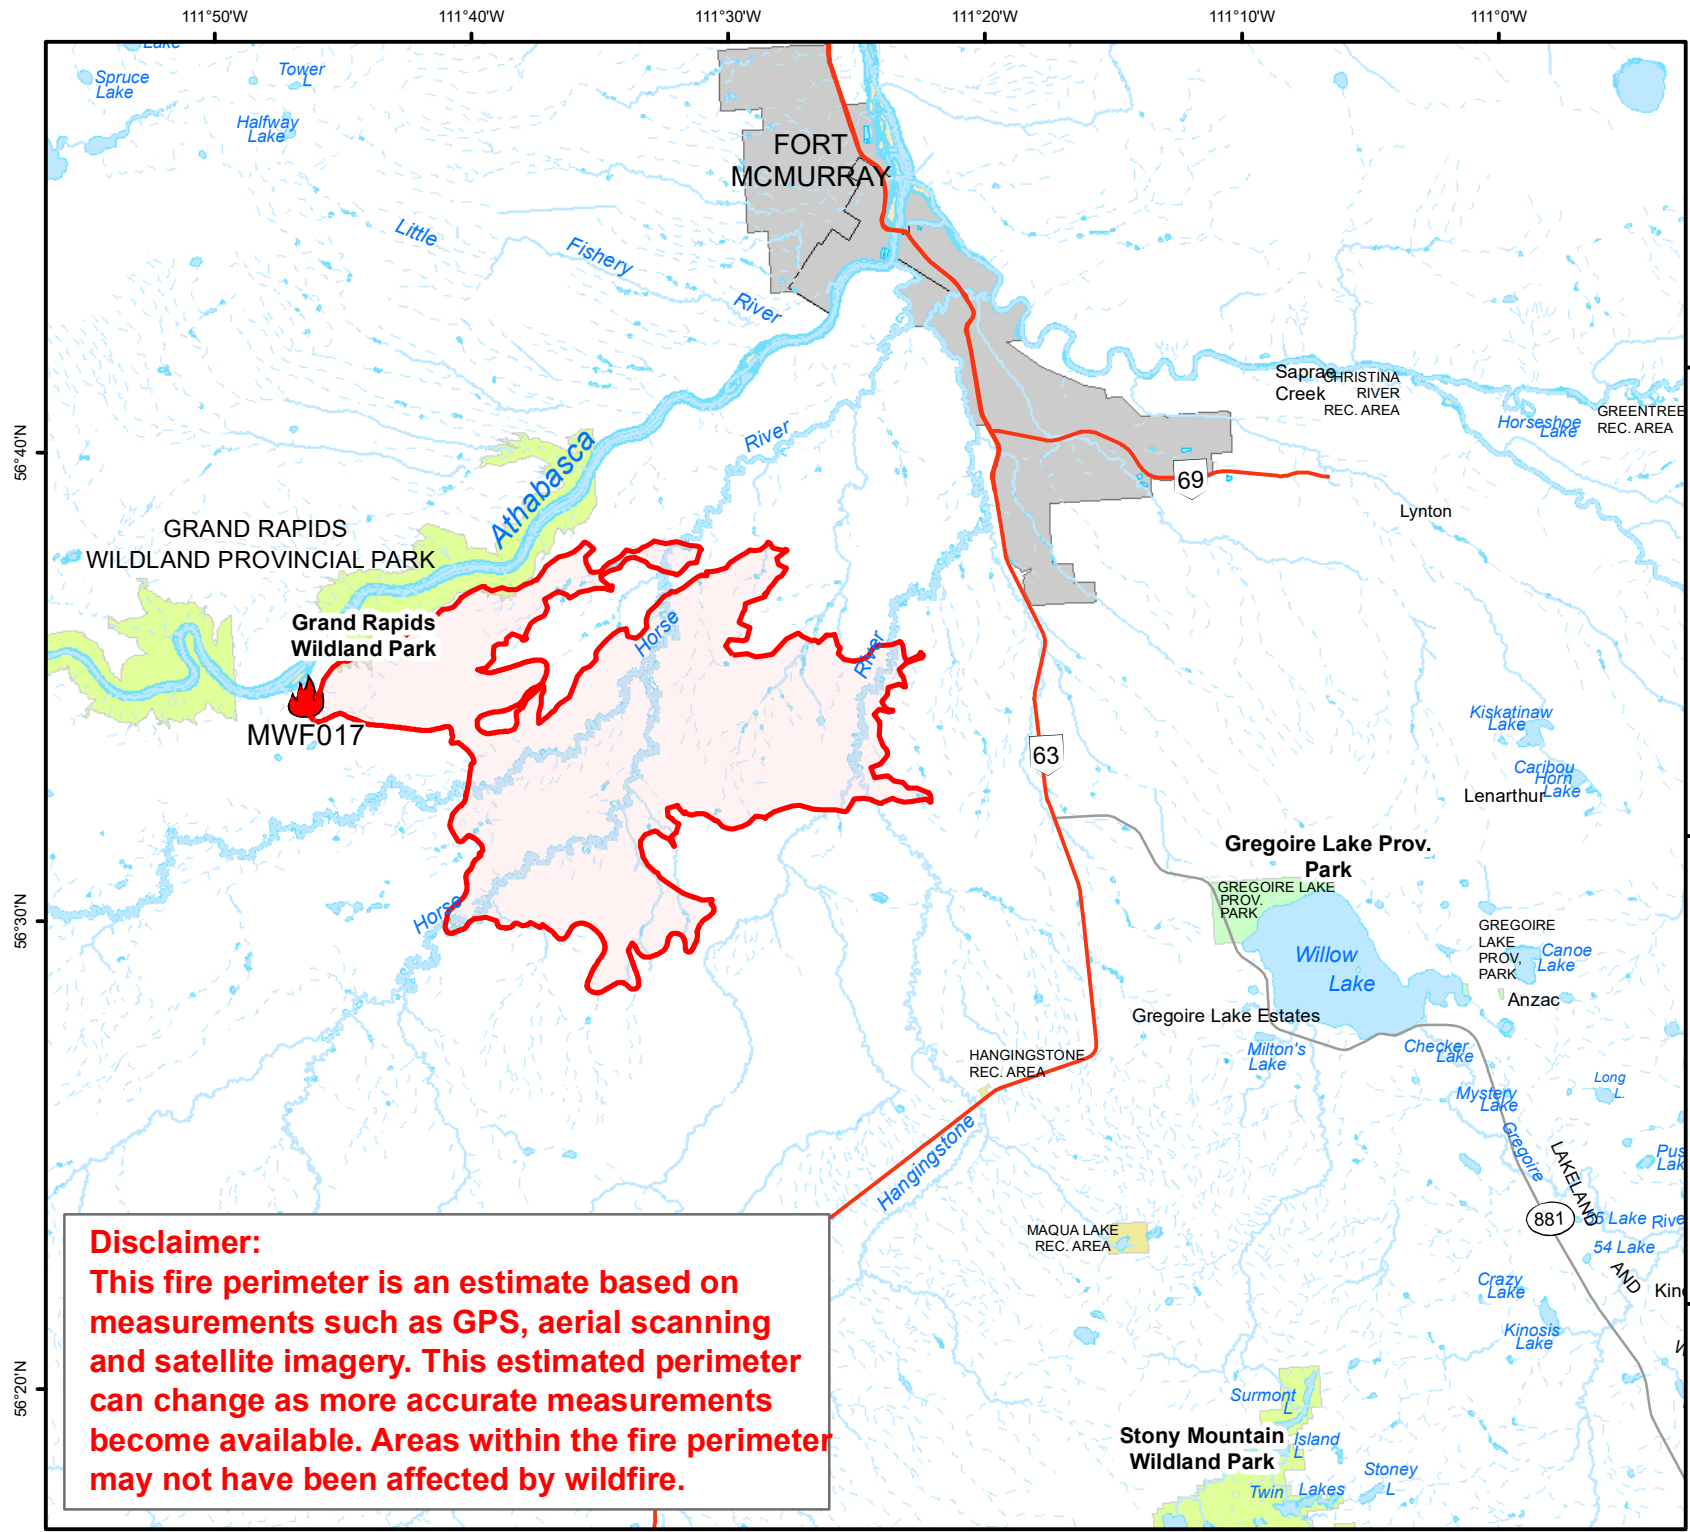 111°50'W
111°40'W
111°30'W
111°20'W
111°10'W
111°0'W
Lake
Spruce
Lake
Tower
L
Halfway
Lake
FORT
MCMURRAY
Little
Fishery
River
Saprae
Creek
CHRISTINA
RIVER
REC. AREA
Horseshoe
Lake
GREENTREE
REC. AREA
56°40'N
River
Athabasca
69
Lynton
GRAND RAPIDS
WILDLAND PROVINCIAL PARK
Grand Rapids
Wildland Park
Horse
River
MWF017
63
Kiskatinaw
Lake
Caribou
Horn
Lake
Lenarthur
Gregoire Lake Prov.
Park
GREGOIRE LAKE
PROV.
PARK
56°30'N
Horse
Willow
Lake
GREGOIRE
LAKE
PROV,
PARK
Canoe
Lake
Anzac
Gregoire Lake Estates
Milton's
Lake
Checker
Lake
HANGINGSTONE
REC. AREA
Mystery
Lake
Long
L.
Hangingstone
Gregoire
LAKELAND
Pus
Lak
881
55 Lake
Rive
54 Lake
AND
MAQUA LAKE
REC. AREA
Crazy
Lake
Kin
Kinosis
Lake
W
56°20'N
Surmont
L
Stony Mountain
Wildland Park
Island
L
Stoney
L
Twin Lakes
Disclaimer:
This fire perimeter is an estimate based on
measurements such as GPS, aerial scanning
and satellite imagery. This estimated perimeter
can change as more accurate measurements
become available. Areas within the fire perimeter
may not have been affected by wildfire.